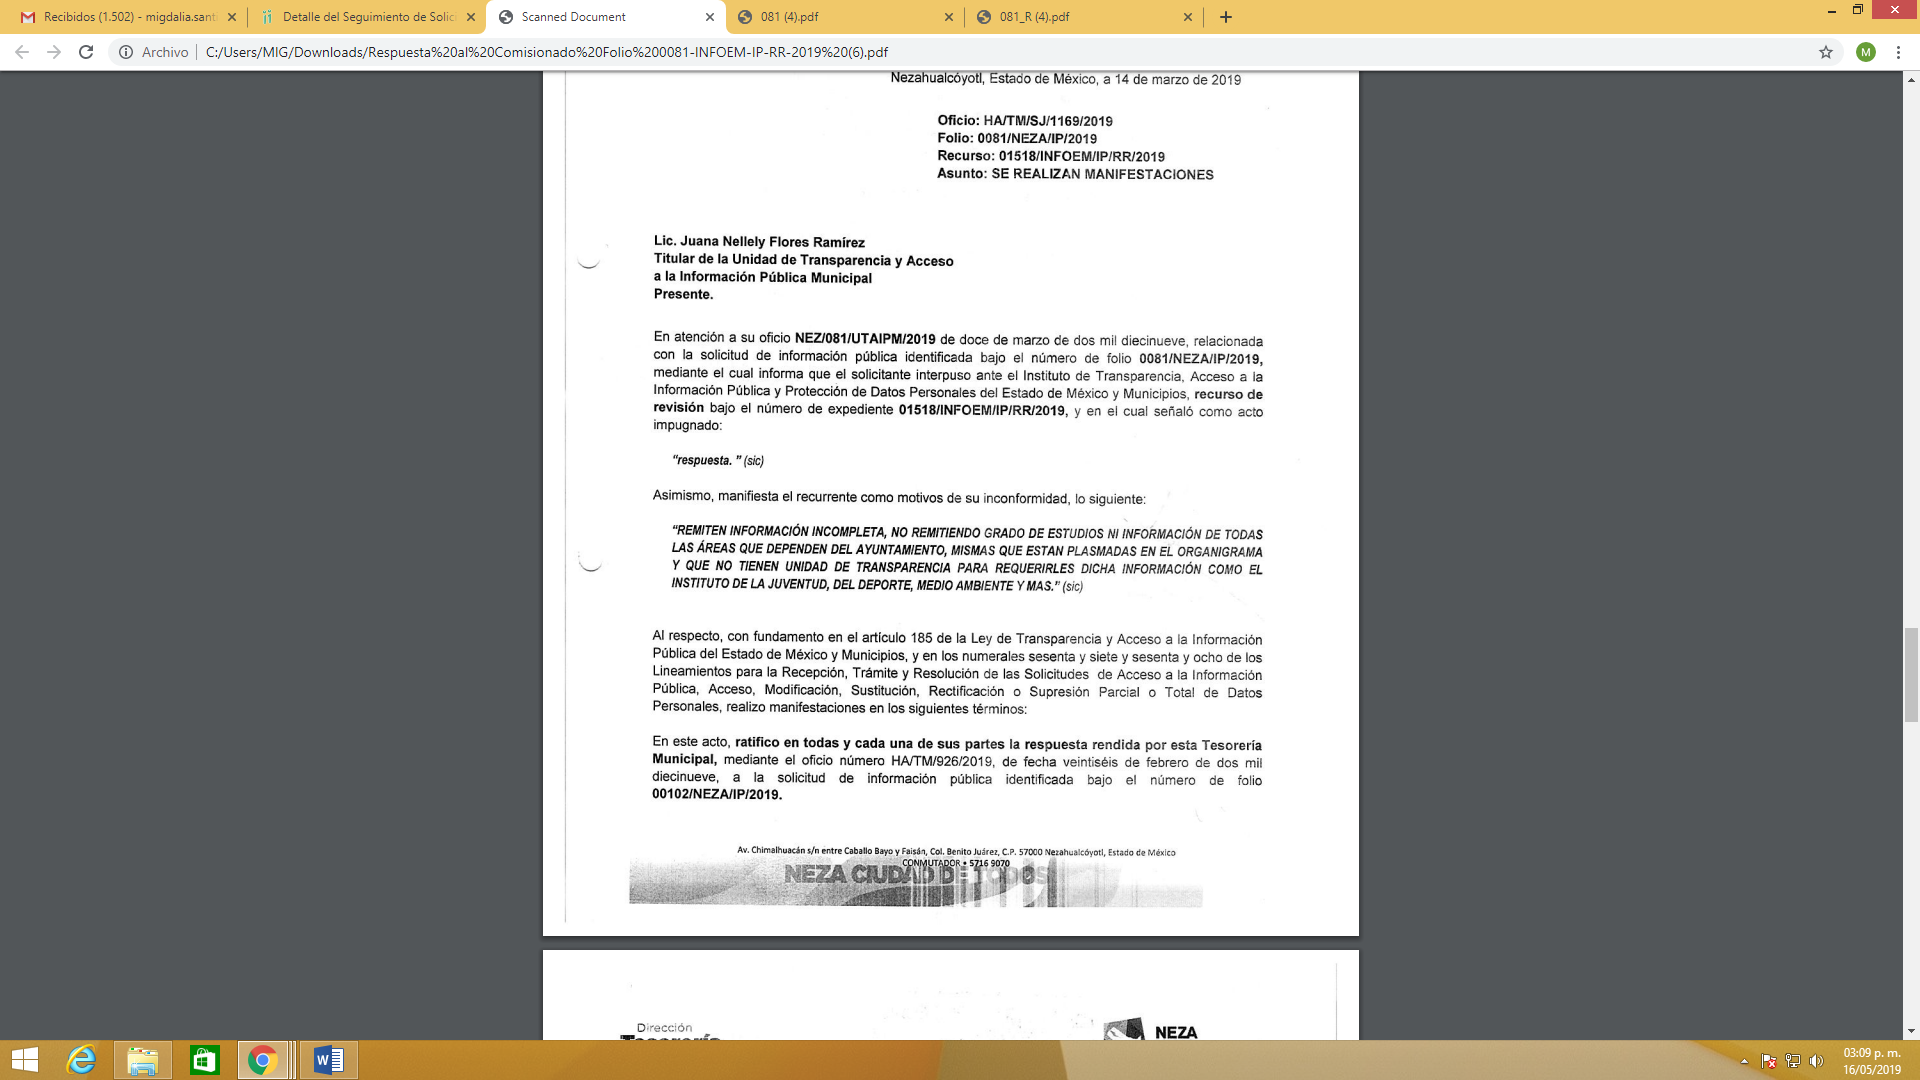 Recibidos (1.502) - migdalia.sant
Detalle del Seguimiento de Solici
Scanned Document
081 (4).pdf
081_R (4).pdf
Archivo
C:/Users/MIG/Downloads/Respuesta%20al%20Comisionado%20Folio%200081-INFOEM-IP-RR-2019%20(6).pdf
M
Nezahualcóyotl, Estado de México, a 14 de marzo de 2019
Oficio: HA/TM/SJ/1169/2019
Folio: 0081/NEZA/IP/2019
Recurso: 01518/INFOEM/IP/RR/2019
Asunto: SE REALIZAN MANIFESTACIONES
Lic. Juana Nellely Flores Ramírez
Titular de la Unidad de Transparencia y Acceso
a la Información Pública Municipal
Presente.
En atención a su oficio NEZ/081/UTAIPM/2019 de doce de marzo de dos mil diecinueve, relacionada
con la solicitud de información pública identificada bajo el número de folio 0081/NEZA/IP/2019,
mediante el cual informa que el solicitante interpuso ante el Instituto de Transparencia, Acceso a la
Información Pública y Protección de Datos Personales del Estado de México y Municipios, recurso de
revisión bajo el número de expediente 01518/INFOEM/IP/RR/2019, y en el cual señaló como acto
impugnado:
“respuesta. ” (sic)
Asimismo, manifiesta el recurrente como motivos de su inconformidad, lo siguiente:
“REMITEN INFORMACIÓN INCOMPLETA, NO REMITIENDO GRADO DE ESTUDIOS NI INFORMACIÓN DE TODAS
LAS ÁREAS QUE DEPENDEN DEL AYUNTAMIENTO, MISMAS QUE ESTAN PLASMADAS EN EL ORGANIGRAMA
Y QUE NO TIENEN UNIDAD DE TRANSPARENCIA PARA REQUERIRLES DICHA INFORMACIÓN COMO EL
INSTITUTO DE LA JUVENTUD, DEL DEPORTE, MEDIO AMBIENTE Y MAS.” (sic)
Al respecto, con fundamento en el artículo 185 de la Ley de Transparencia y Acceso a la Información
Pública del Estado de México y Municipios, y en los numerales sesenta y siete y sesenta y ocho de los
Lineamientos para la Recepción, Trámite y Resolución de las Solicitudes de Acceso a la Información
Pública, Acceso, Modificación, Sustitución, Rectificación o Supresión Parcial o Total de Datos
Personales, realizo manifestaciones en los siguientes términos:
En este acto, ratifico en todas y cada una de sus partes la respuesta rendida por esta Tesorería
Municipal, mediante el oficio número HA/TM/926/2019, de fecha veintiséis de febrero de dos mil
diecinueve, a la solicitud de información pública identificada bajo el número de folio
00102/NEZA/IP/2019.
Av. Chimalhuacán s/n entre Caballo Bayo y Faisán, Col. Benito Juárez, C.P. 57000 Nezahualcóyotl, Estado de México
CONMUTADOR • 5716 9070
NEZA CIUDAD DE TODOS
Dirección
Tesorería
NEZA
03:09 p. m.
16/05/2019